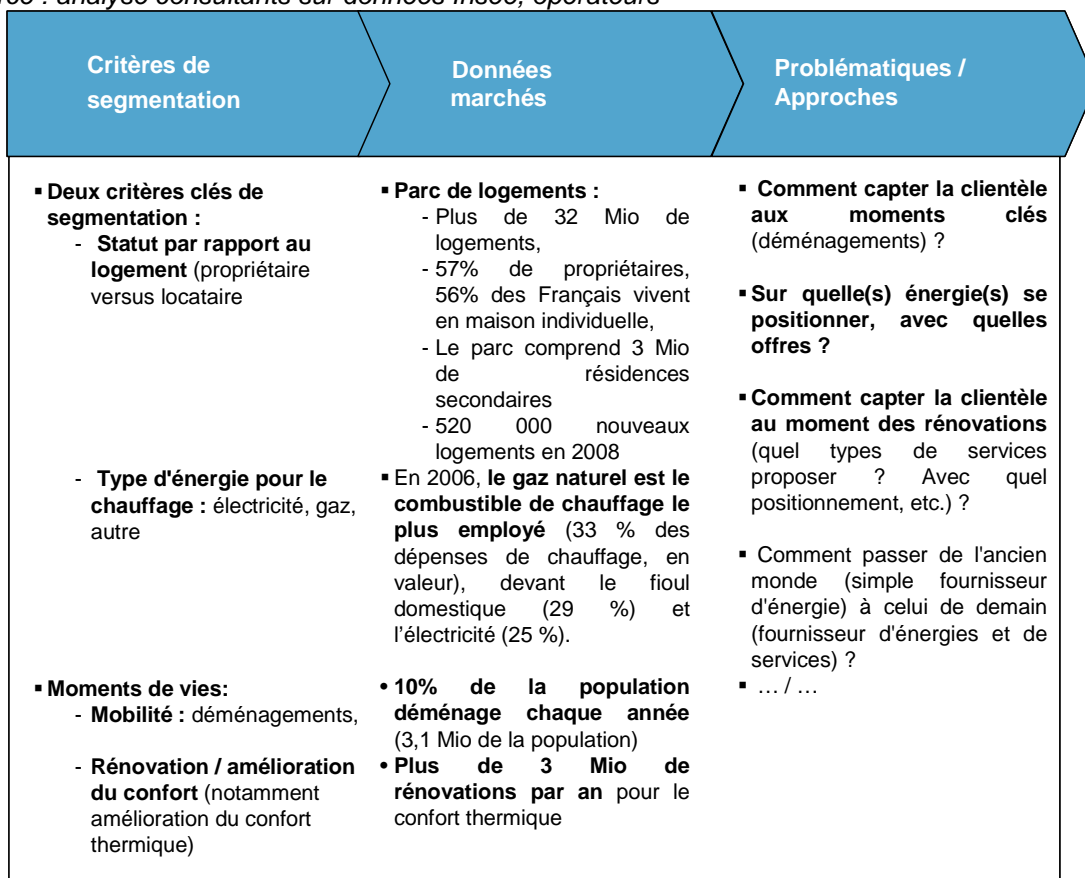 Source : analyse consultants sur données Insee, opérateurs
Critères de
segmentation
Données
marchés
Problématiques /
Approches
▪ Deux critères clés de
segmentation :
- Statut par rapport au
logement (propriétaire
versus locataire
- Type d'énergie pour le
chauffage : électricité, gaz,
autre
▪ Moments de vies:
- Mobilité : déménagements,
- Rénovation / amélioration
du confort (notamment
amélioration du confort
thermique)
▪ Parc de logements :
- Plus de 32 Mio de
logements,
- 57% de propriétaires,
56% des Français vivent
en maison individuelle,
- Le parc comprend 3 Mio
de résidences
secondaires
- 520 000 nouveaux
logements en 2008
▪ En 2006, le gaz naturel est le
combustible de chauffage le
plus employé (33 % des
dépenses de chauffage, en
valeur), devant le fioul
domestique (29 %) et
l'électricité (25 %).
• 10% de la population
déménage chaque année
(3,1 Mio de la population)
• Plus de 3 Mio de
rénovations par an pour le
confort thermique
▪ Comment capter la clientèle
aux moments clés
(déménagements) ?
▪ Sur quelle(s) énergie(s) se
positionner, avec quelles
offres ?
▪ Comment capter la clientèle
au moment des rénovations
(quel types de services
proposer ? Avec quel
positionnement, etc.) ?
▪ Comment passer de l'ancien
monde (simple fournisseur
d'énergie) à celui de demain
(fournisseur d'énergies et de
services) ?
▪ … / …